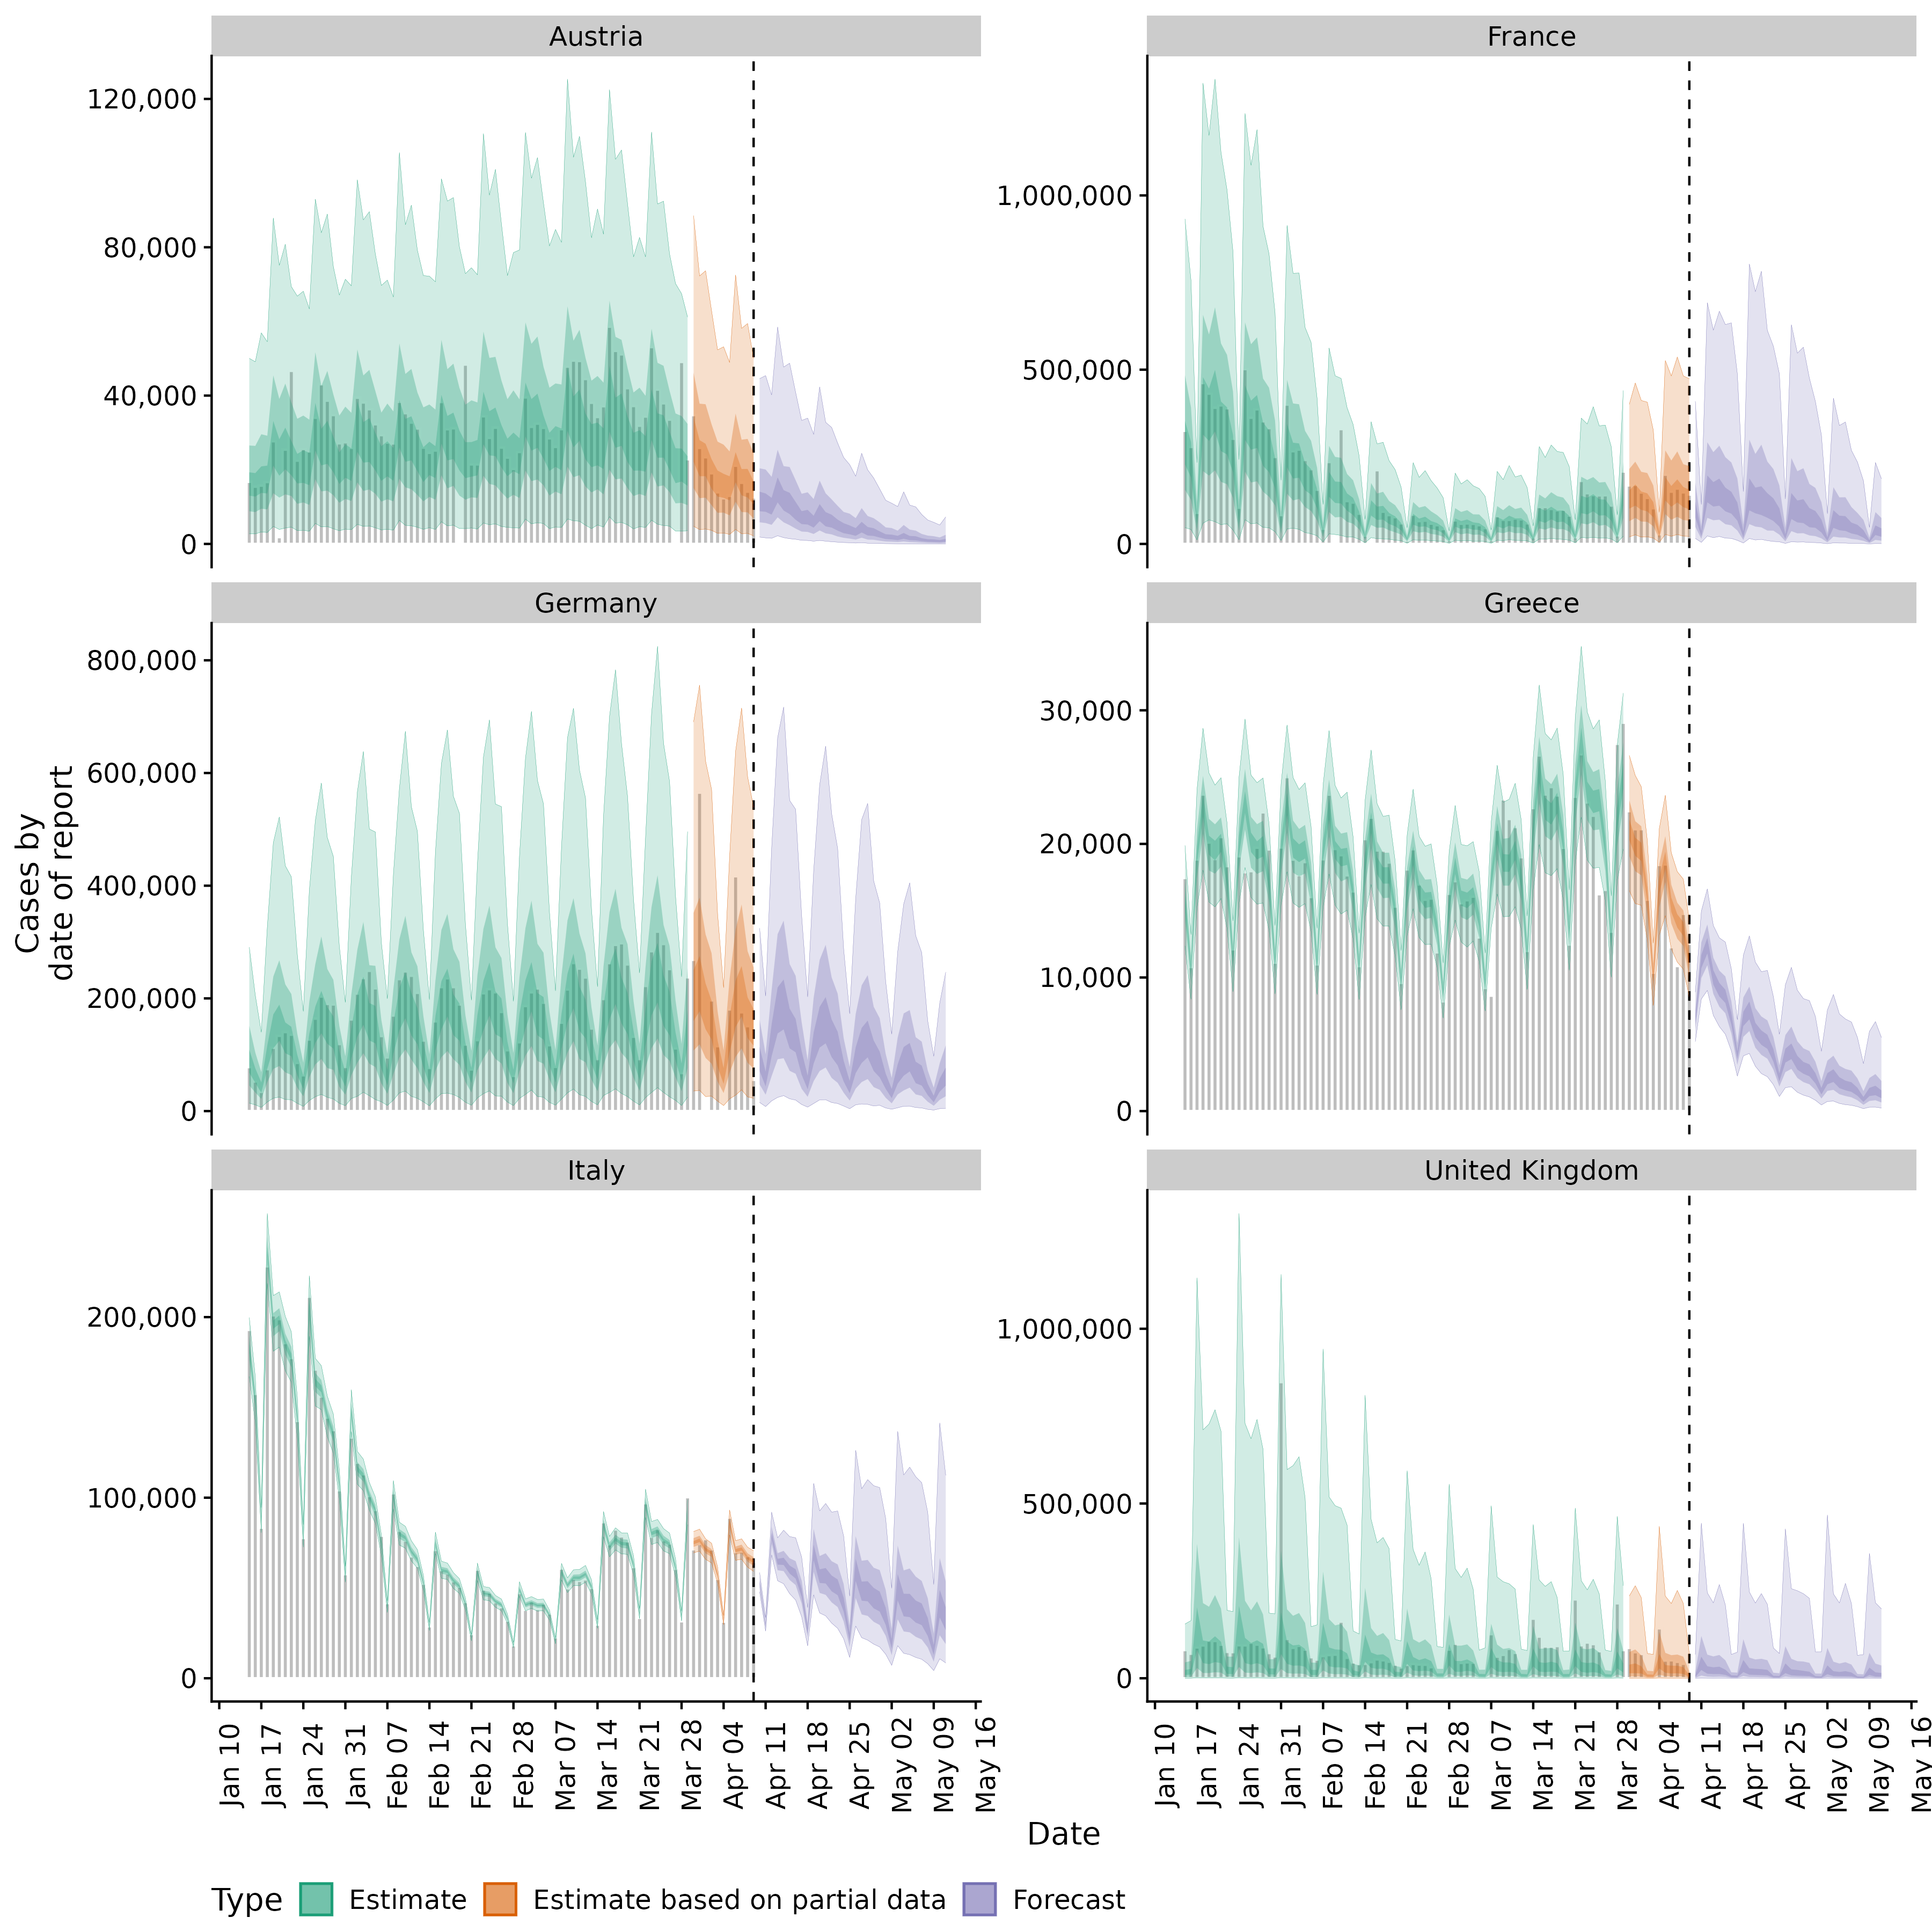 Austria
France
120,000
80,000
40,000
0
1,000,000
500,000
0
Germany
Greece
800,000
600,000
400,000
200,000
0
30,000
20,000
10,000
0
Cases by
date of report
Italy
United Kingdom
200,000
100,000
0
1,000,000
500,000
0
Jan 10
Jan 17
Jan 24
Jan 31
Feb 07
Feb 14
Feb 21
Feb 28
Mar 07
Mar 14
Mar 21
Mar 28
Apr 04
Apr 11
Apr 18
Apr 25
May 02
May 09
May 16
Jan 10
Jan 17
Jan 24
Jan 31
Feb 07
Feb 14
Feb 21
Feb 28
Mar 07
Mar 14
Mar 21
Mar 28
Apr 04
Apr 11
Apr 18
Apr 25
May 02
May 09
May 16
Date
Type Estimate Estimate based on partial data Forecast